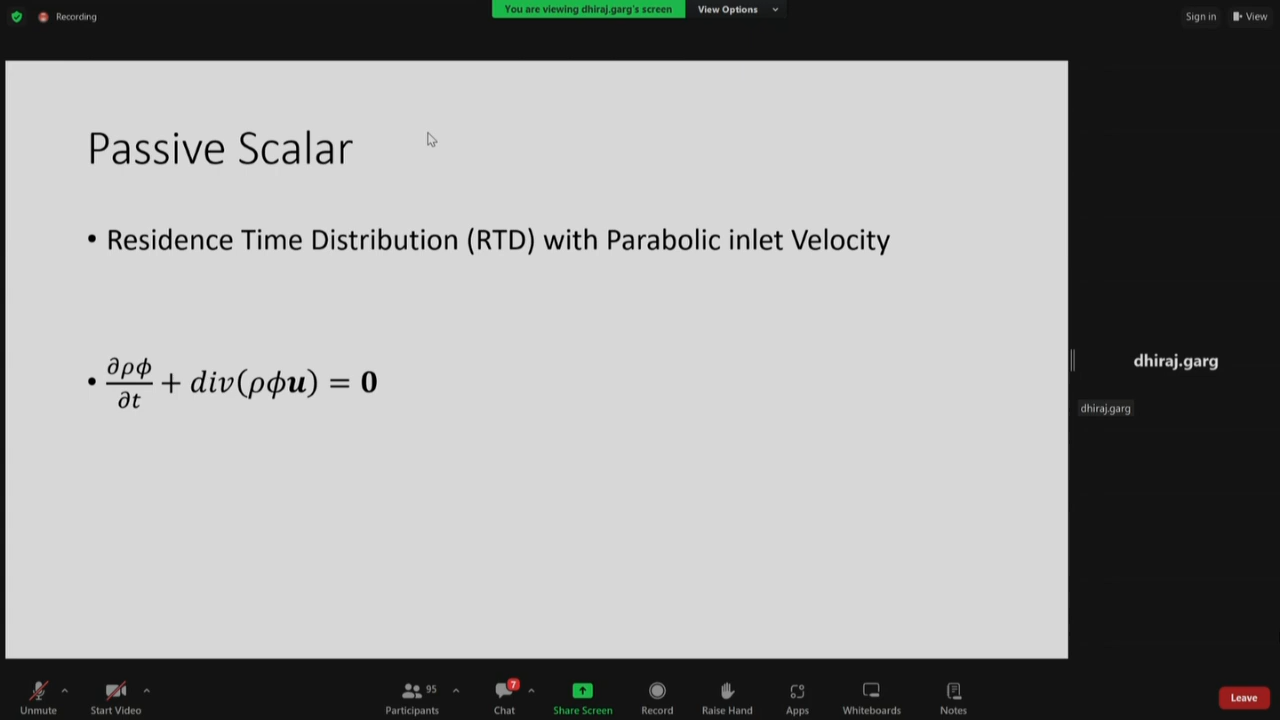 Recording
You are viewing dhiraj.garg's screen
View Options
Sign in
View
Passive Scalar
• Residence Time Distribution (RTD) with Parabolic inlet Velocity
• ∂ρϕ/∂t + div(ρϕu) = 0
dhiraj.garg
dhiraj.garg
Unmute
Start Video
95
Participants
7
Chat
Share Screen
Record
Raise Hand
Apps
Whiteboards
Notes
Leave